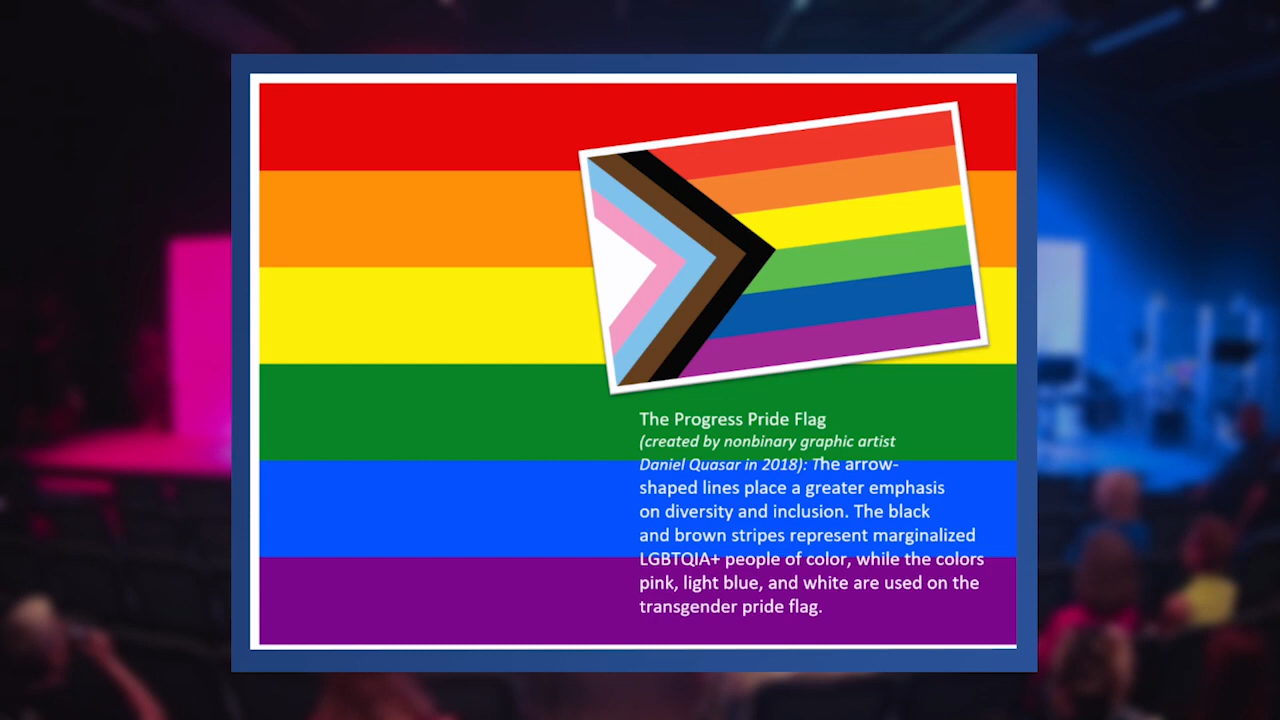 The Progress Pride Flag
(created by nonbinary graphic artist
Daniel Quasar in 2018): The arrow-
shaped lines place a greater emphasis
on diversity and inclusion. The black
and brown stripes represent marginalized
LGBTQIA+ people of color, while the colors
pink, light blue, and white are used on the
transgender pride flag.